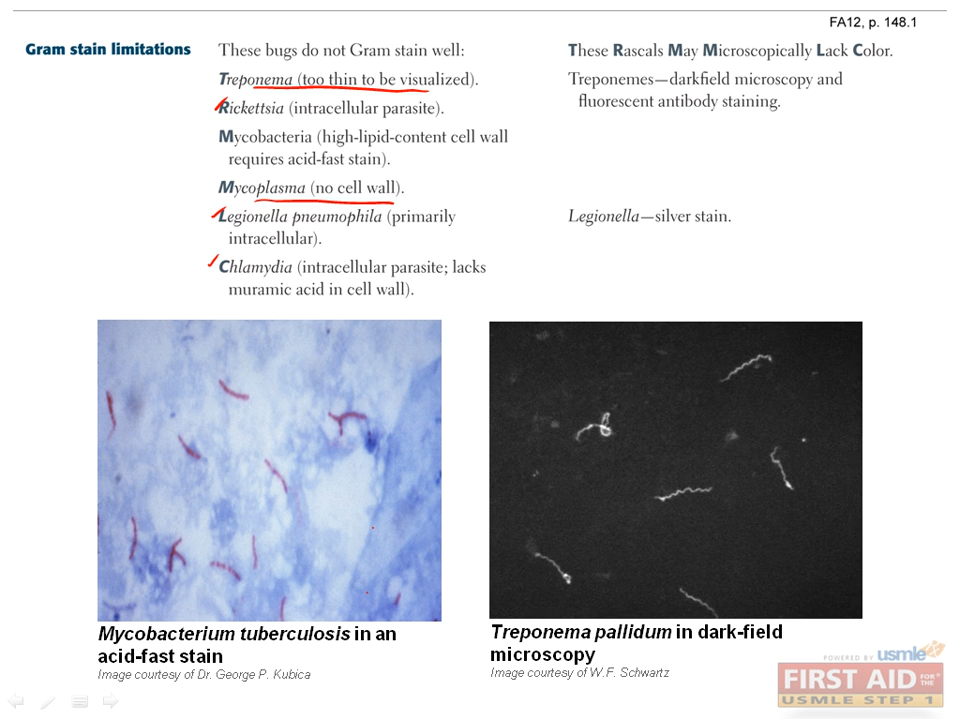 FA12, p. 148.1
Gram stain limitations
These bugs do not Gram stain well:
Treponema (too thin to be visualized).
Rickettsia (intracellular parasite).
Mycobacteria (high-lipid-content cell wall
requires acid-fast stain).
Mycoplasma (no cell wall).
Legionella pneumophila (primarily
intracellular).
Chlamydia (intracellular parasite; lacks
muramic acid in cell wall).
These Rascals May Microscopically Lack Color.
Treponemes—darkfield microscopy and
fluorescent antibody staining.
Legionella—silver stain.
Mycobacterium tuberculosis in an
acid-fast stain
Image courtesy of Dr. George P. Kubica
Treponema pallidum in dark-field
microscopy
Image courtesy of W.F. Schwartz
POWERED BY usmle
FIRST AID FOR THE
USMLE STEP 1